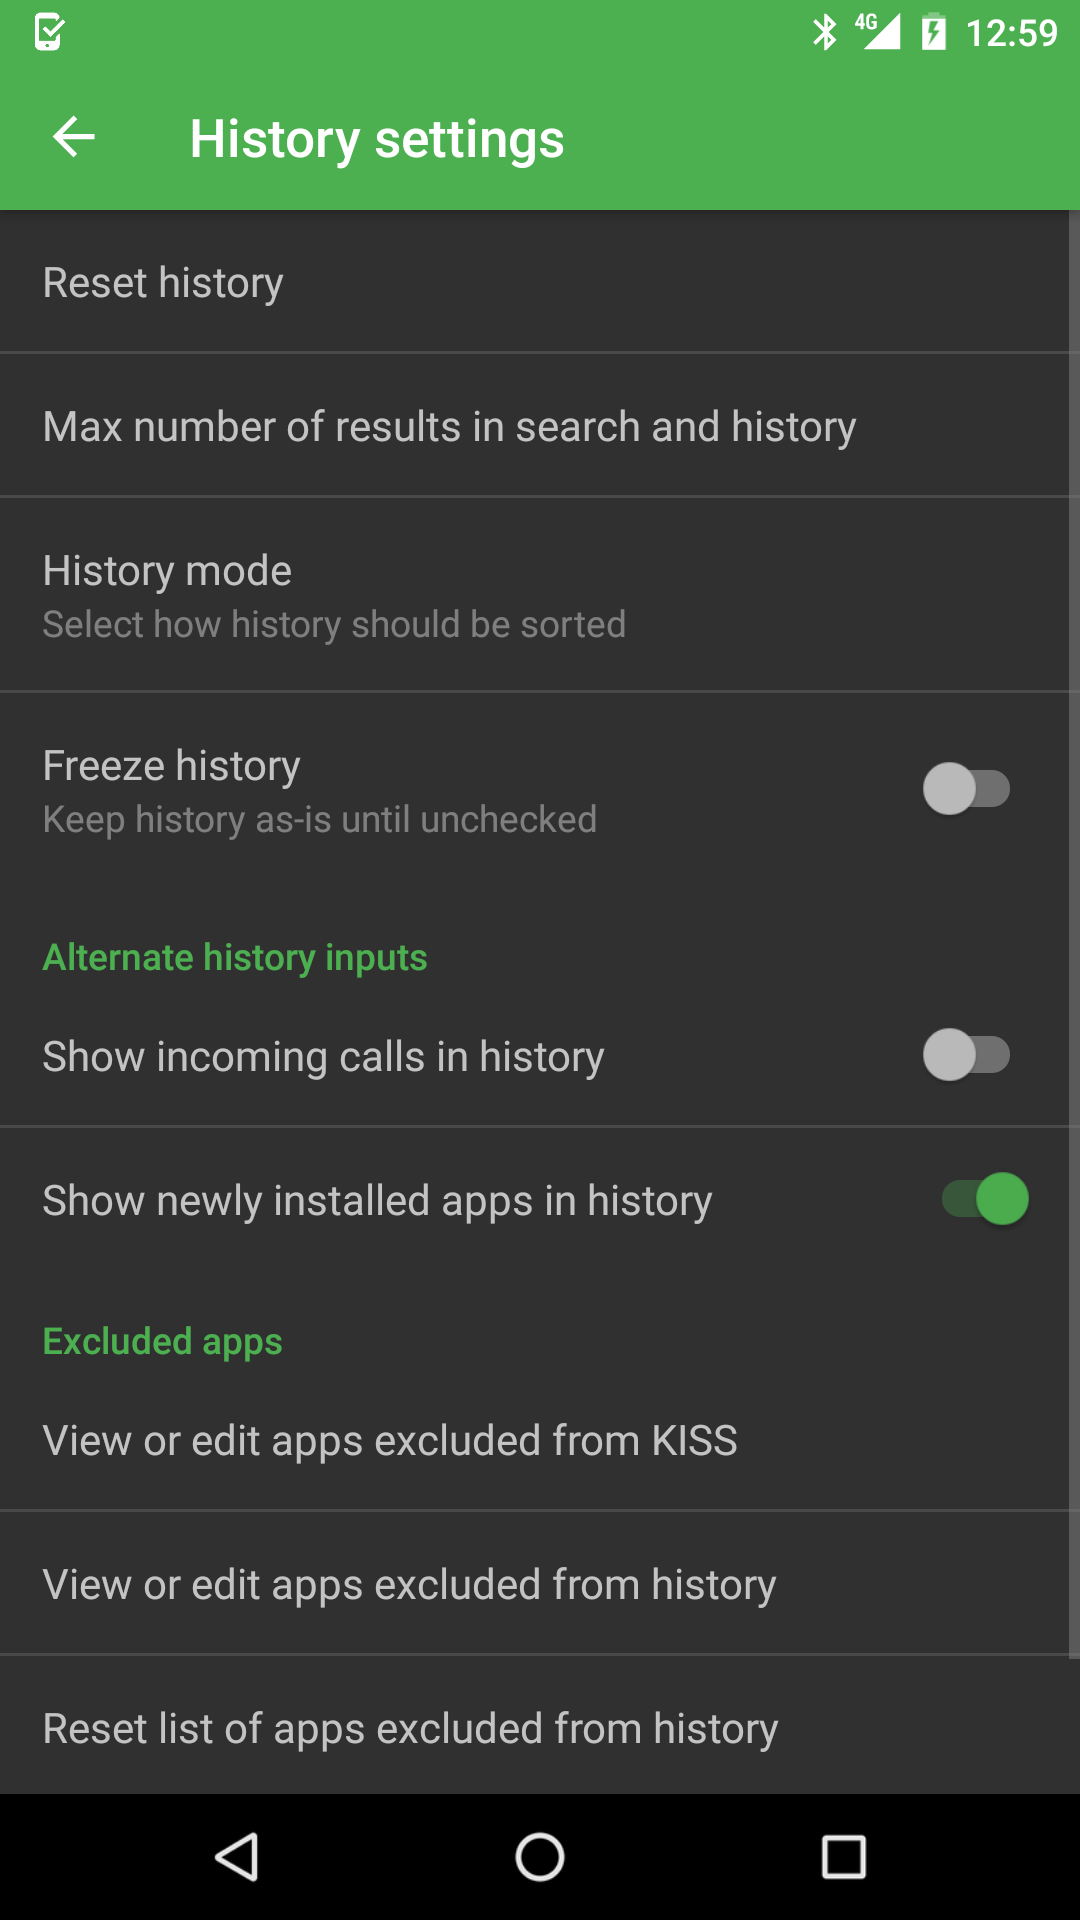 4G 12:59
History settings
Reset history
Max number of results in search and history
History mode
Select how history should be sorted
Freeze history
Keep history as-is until unchecked
Alternate history inputs
Show incoming calls in history
Show newly installed apps in history
Excluded apps
View or edit apps excluded from KISS
View or edit apps excluded from history
Reset list of apps excluded from history